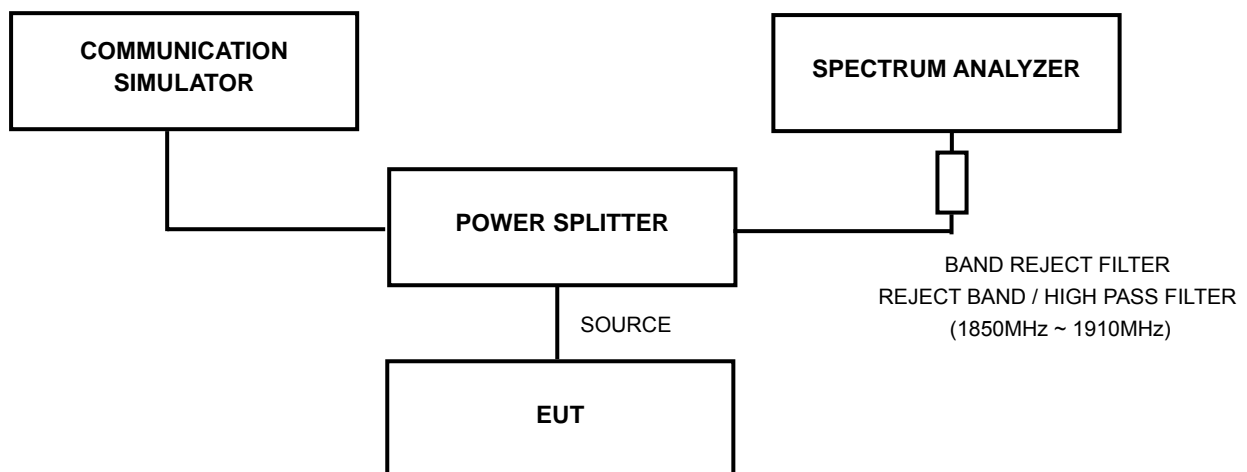 COMMUNICATION
SIMULATOR
SPECTRUM ANALYZER
POWER SPLITTER
BAND REJECT FILTER
REJECT BAND / HIGH PASS FILTER
(1850MHz ~ 1910MHz)
SOURCE
EUT